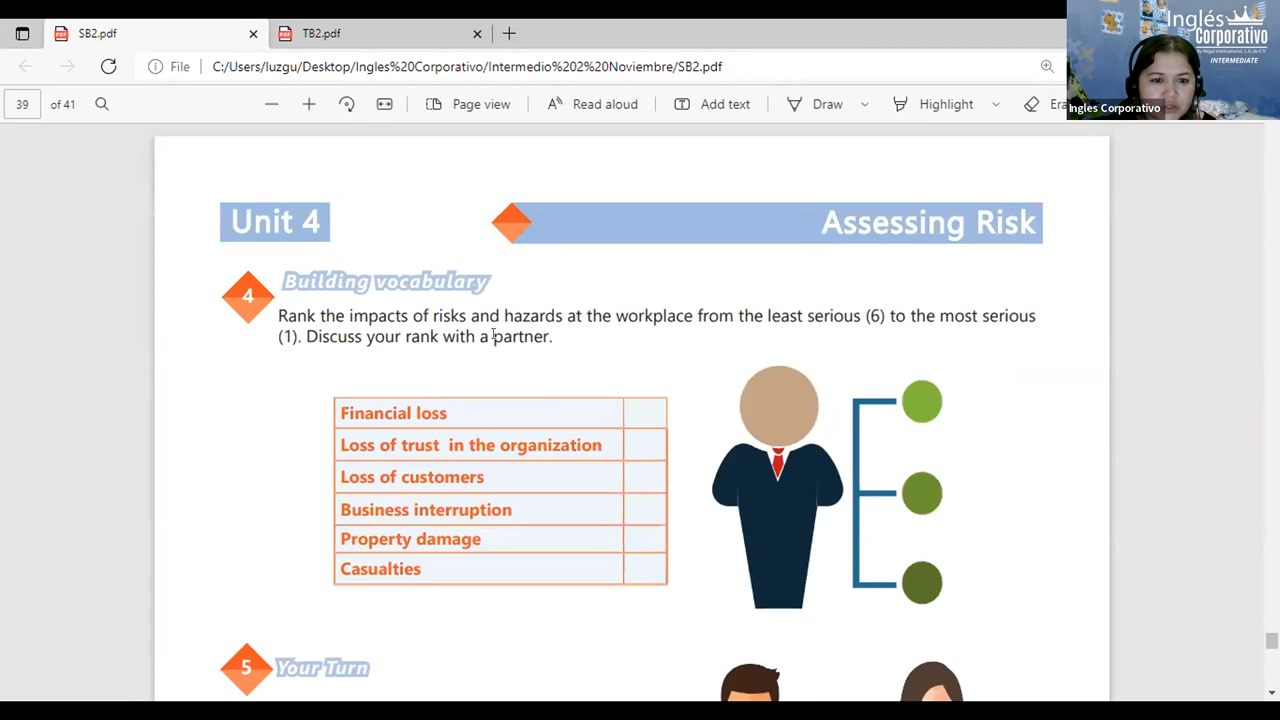 SB2.pdf
TB2.pdf
File C:/Users/luzgu/Desktop/Ingles%20Corporativo/Intermedio%202%20Noviembre/SB2.pdf
39 of 41
Page view
Read aloud
Add text
Draw
Highlight
Inglés
Corporativo
by Regal International, S.A. de C.V.
INTERMEDIATE
Ingles Corporativo
Unit 4
Assessing Risk
4
Building vocabulary
Rank the impacts of risks and hazards at the workplace from the least serious (6) to the most serious
(1). Discuss your rank with a partner.
Financial loss
Loss of trust in the organization
Loss of customers
Business interruption
Property damage
Casualties
5
Your Turn